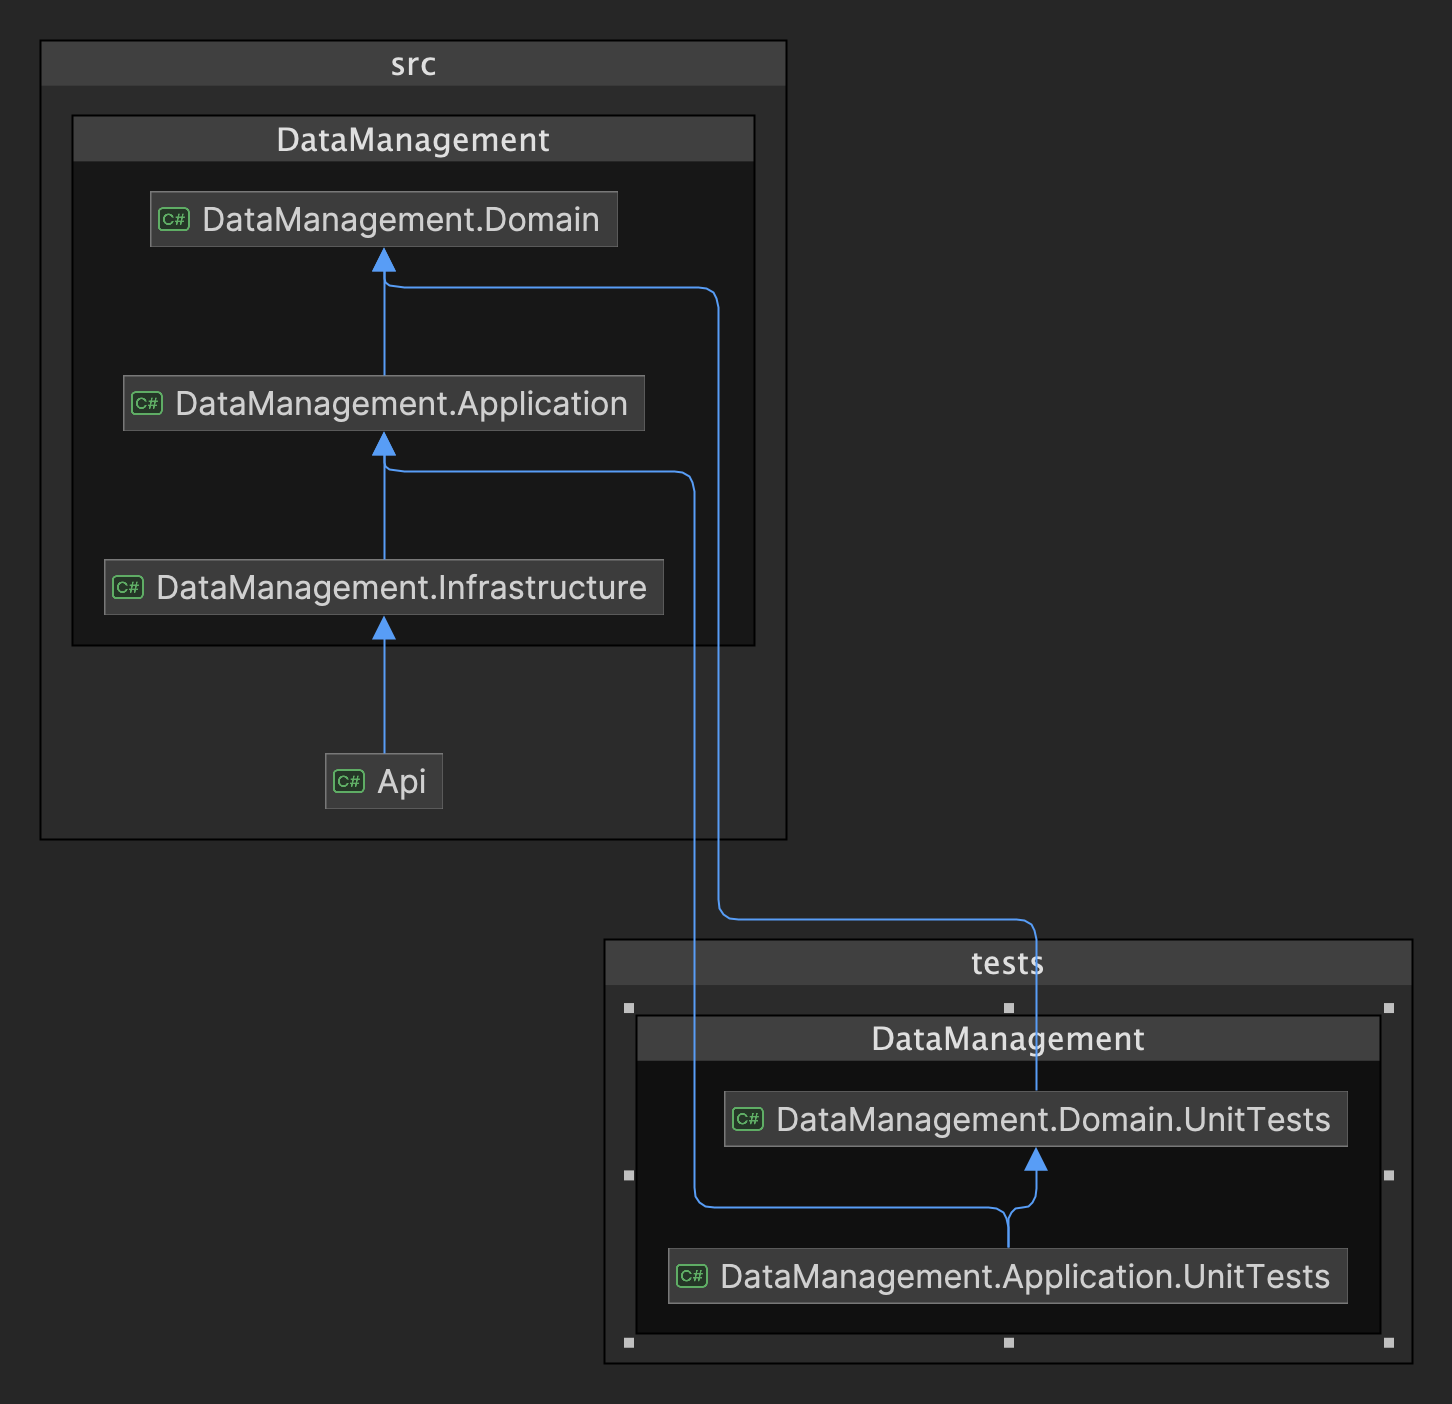 src
DataManagement
C# DataManagement.Domain
C# DataManagement.Application
C# DataManagement.Infrastructure
C# Api
tests
DataManagement
C# DataManagement.Domain.UnitTests
C# DataManagement.Application.UnitTests